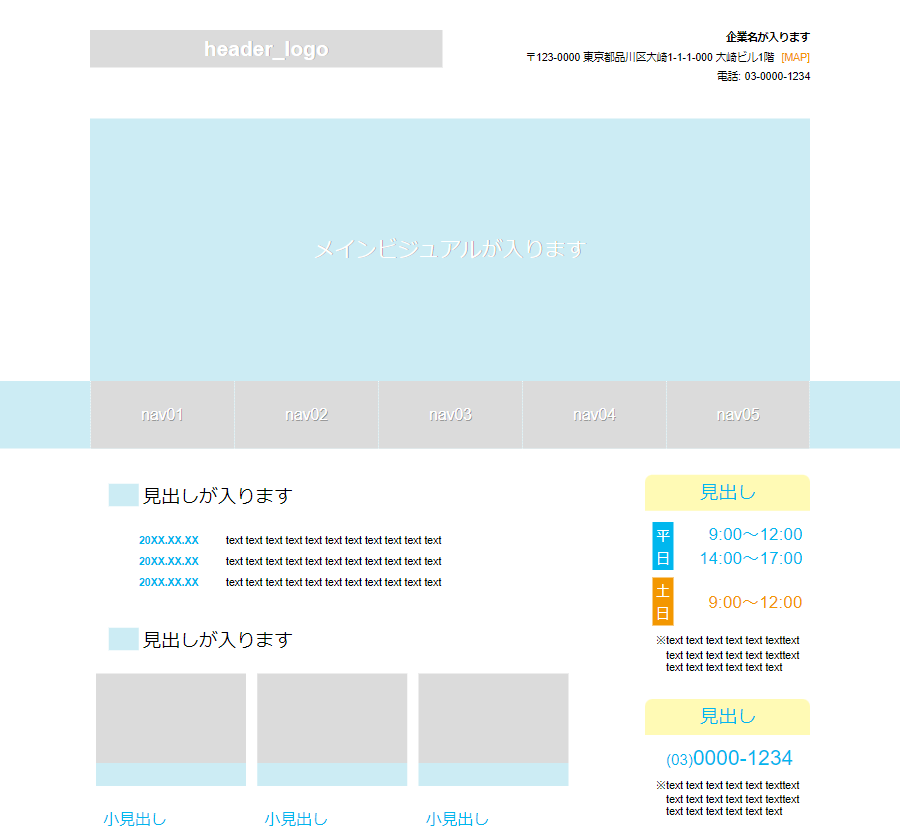 header_logo
企業名が入ります
〒123-0000 東京都品川区大崎1-1-1-000 大崎ビル1階 [MAP]
電話: 03-0000-1234
メインビジュアルが入ります
nav01 nav02 nav03 nav04 nav05
見出しが入ります
20XX.XX.XX text text text text text text text text text text text
20XX.XX.XX text text text text text text text text text text text
20XX.XX.XX text text text text text text text text text text text
見出しが入ります
小見出し 小見出し 小見出し
見出し
平日 9:00～12:00
14:00～17:00
土日 9:00～12:00
※text text text text text texttext
text text text text text texttext
text text text text text text
見出し
(03)0000-1234
※text text text text text texttext
text text text text text texttext
text text text text text text